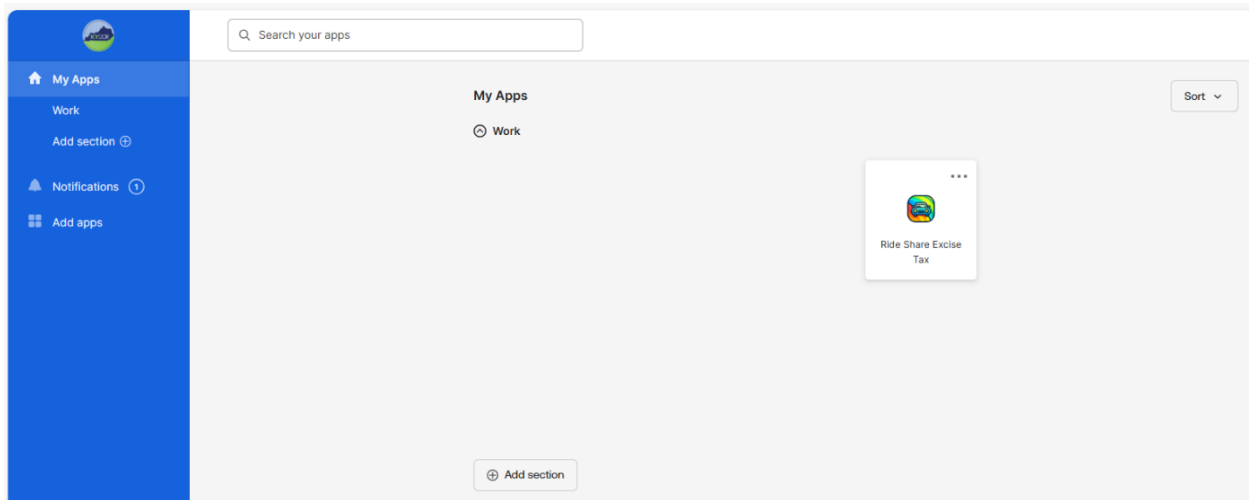 Search your apps
My Apps
Work
Add section
Notifications 1
Add apps
My Apps
Sort
Work
Ride Share Excise
Tax
Add section